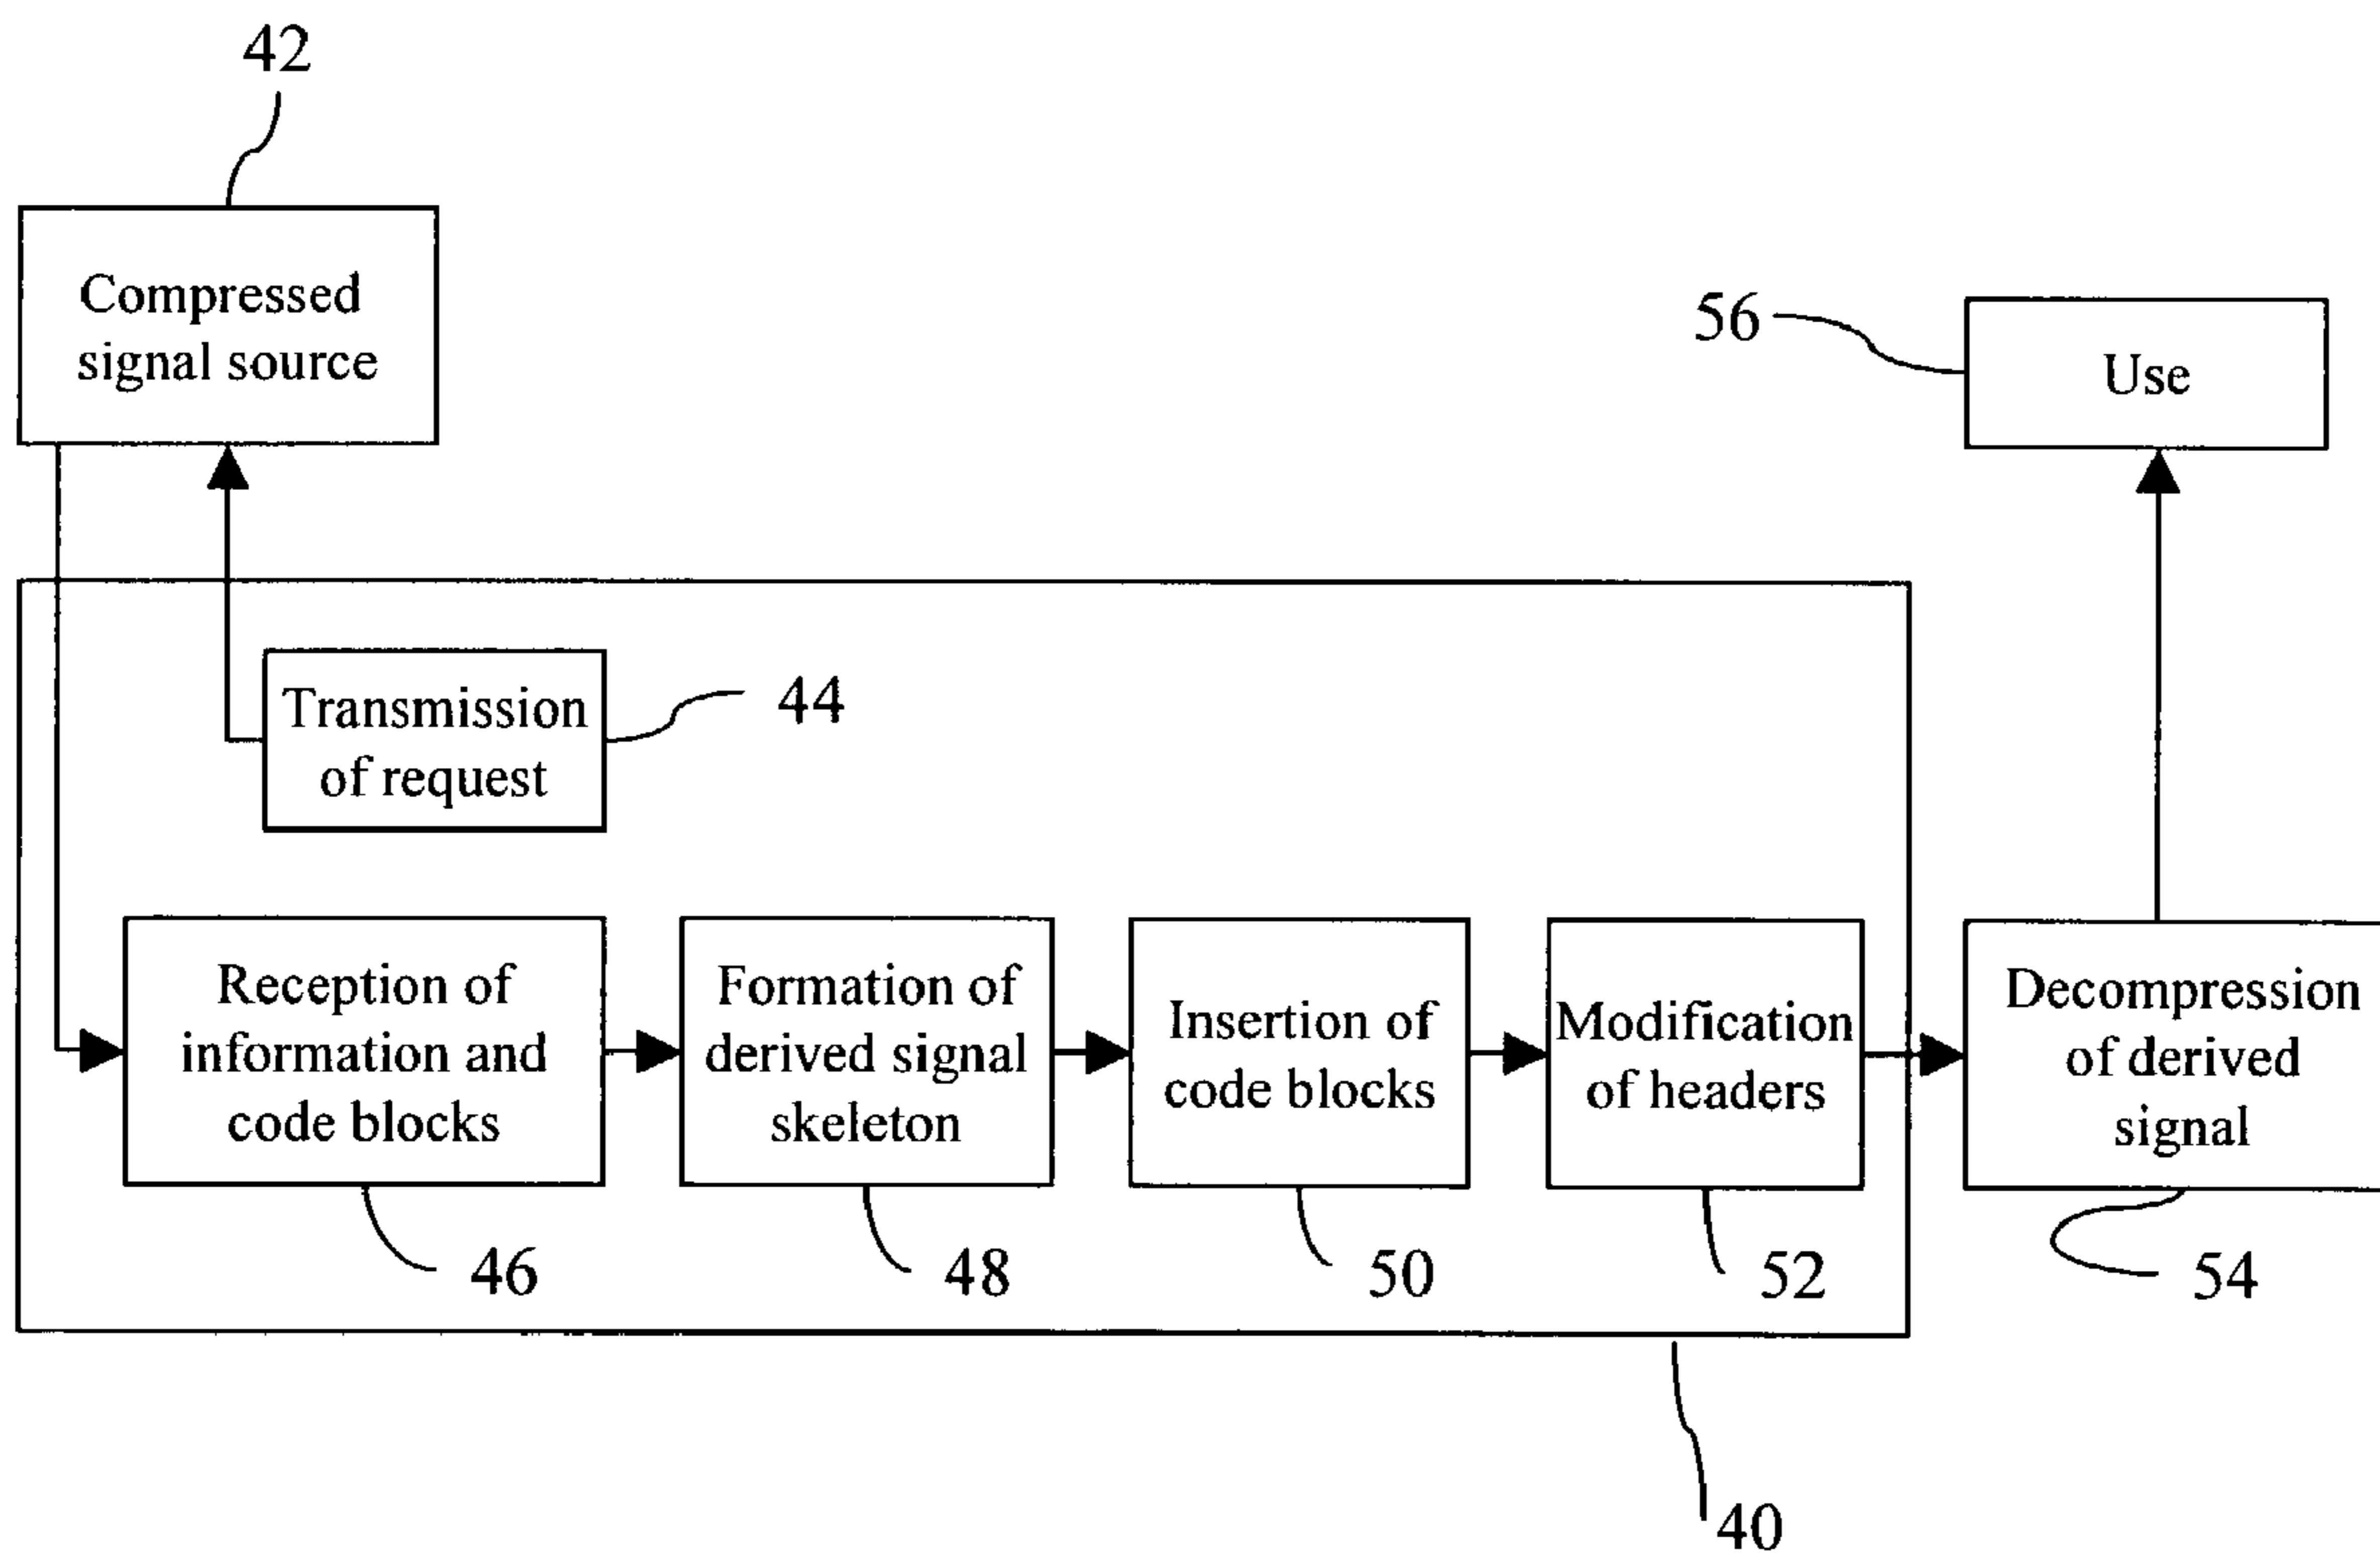 42
Compressed
signal source
56
Use
Transmission
of request
44
Reception of
information and
code blocks
Formation of
derived signal
skeleton
Insertion of
code blocks
Modification
of headers
Decompression
of derived
signal
46
48
50
52
54
40